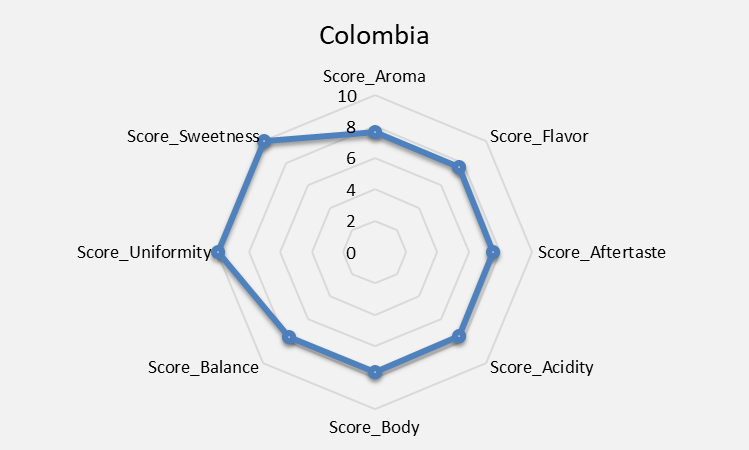 Colombia
Score_Aroma
10
8
6
4
2
0
Score_Sweetness
Score_Flavor
Score_Uniformity
Score_Aftertaste
Score_Balance
Score_Acidity
Score_Body